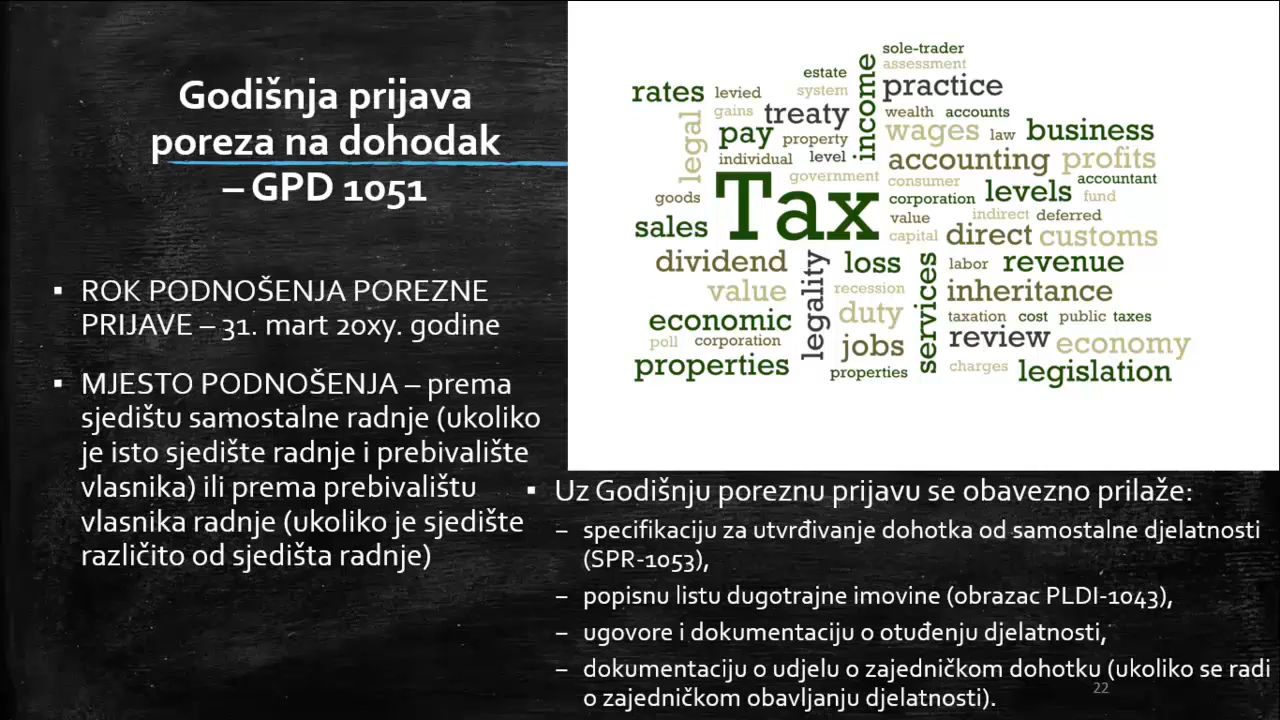 Godišnja prijava
poreza na dohodak
– GPD 1051
▪ ROK PODNOŠENJA POREZNE
PRIJAVE – 31. mart 20xy. godine
▪ MJESTO PODNOŠENJA – prema
sjedištu samostalne radnje (ukoliko
je isto sjedište radnje i prebivalište
vlasnika) ili prema prebivalištu
vlasnika radnje (ukoliko je sjedište
različito od sjedišta radnje)
sole-trader
assessment
estate
income
practice
rates
levied
system
gains
treaty
wealth
accounts
legal
pay
property
wages
law
business
individual
level
accounting
profits
government
consumer
accountant
Tax
levels
goods
corporation
fund
sales
value
indirect
deferred
capital
direct
customs
dividend
legality
loss
services
labor
revenue
value
recession
inheritance
economic
duty
taxation
cost
public
taxes
poll
corporation
jobs
review
economy
properties
properties
charges
legislation
▪ Uz Godišnju poreznu prijavu se obavezno prilaže:
– specifikaciju za utvrđivanje dohotka od samostalne djelatnosti
(SPR-1053),
– popisnu listu dugotrajne imovine (obrazac PLDI-1043),
– ugovore i dokumentaciju o otuđenju djelatnosti,
– dokumentaciju o udjelu o zajedničkom dohotku (ukoliko se radi
o zajedničkom obavljanju djelatnosti).
22